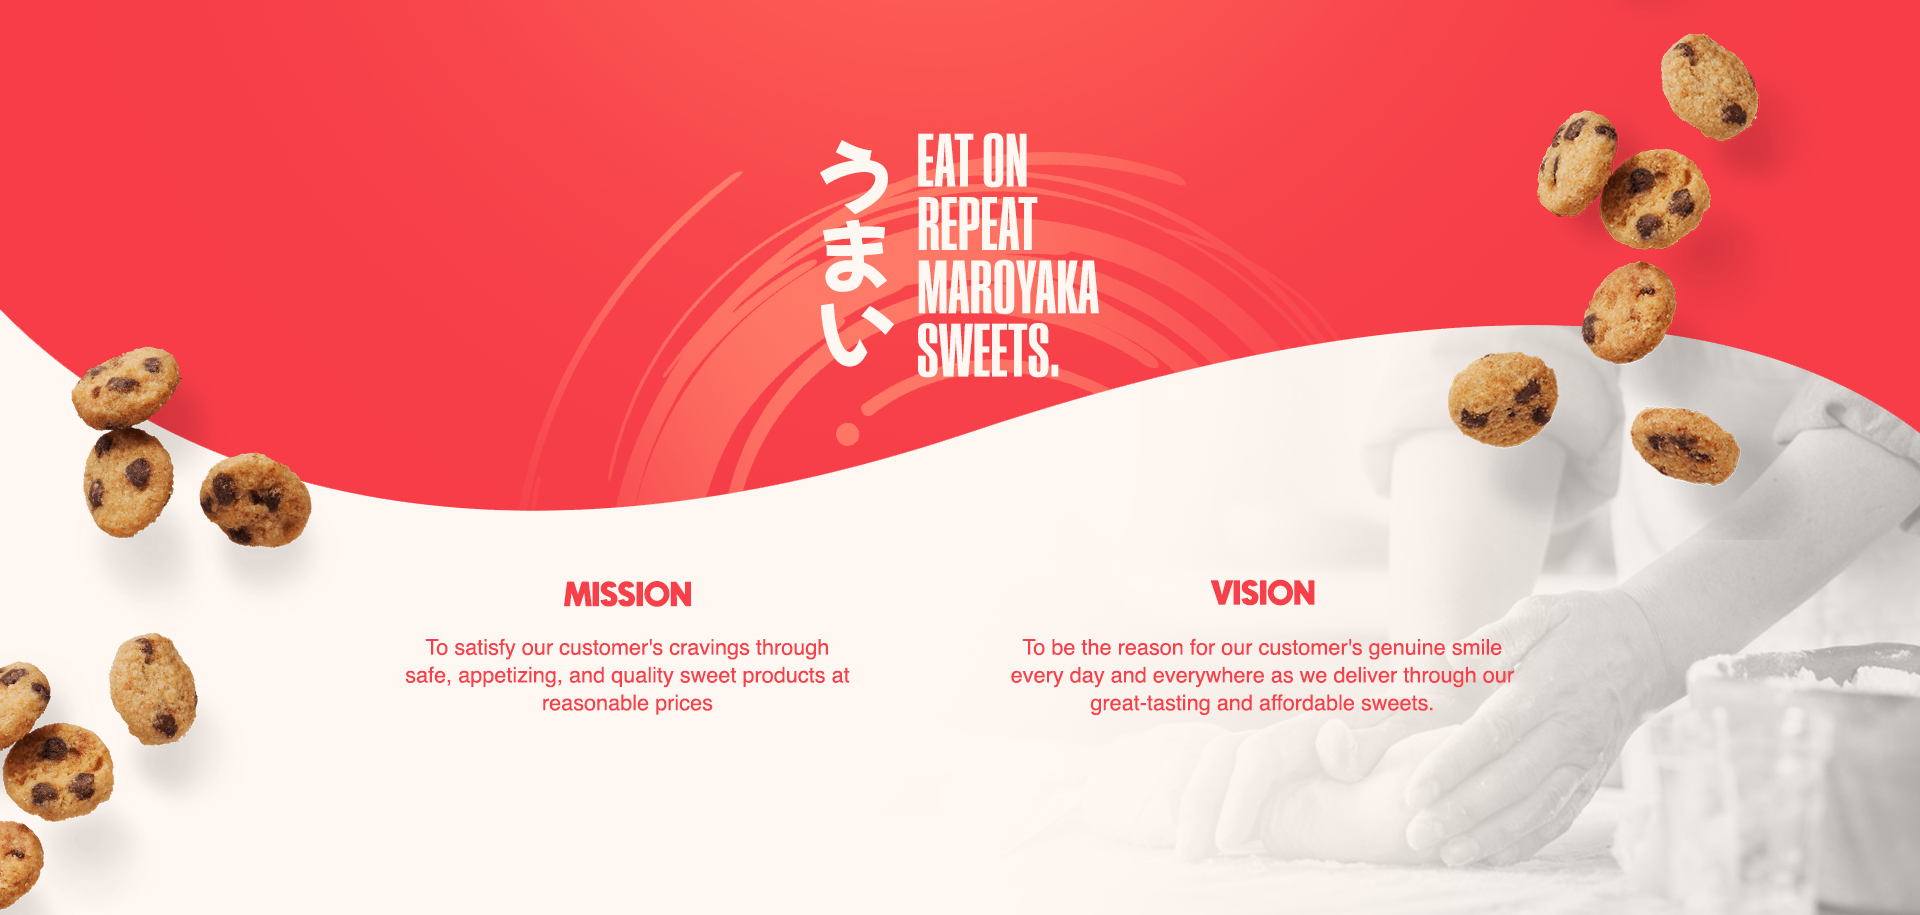 うまい
EAT ON
REPEAT
MAROYAKA
SWEETS.
MISSION
To satisfy our customer's cravings through
safe, appetizing, and quality sweet products at
reasonable prices
VISION
To be the reason for our customer's genuine smile
every day and everywhere as we deliver through our
great-tasting and affordable sweets.